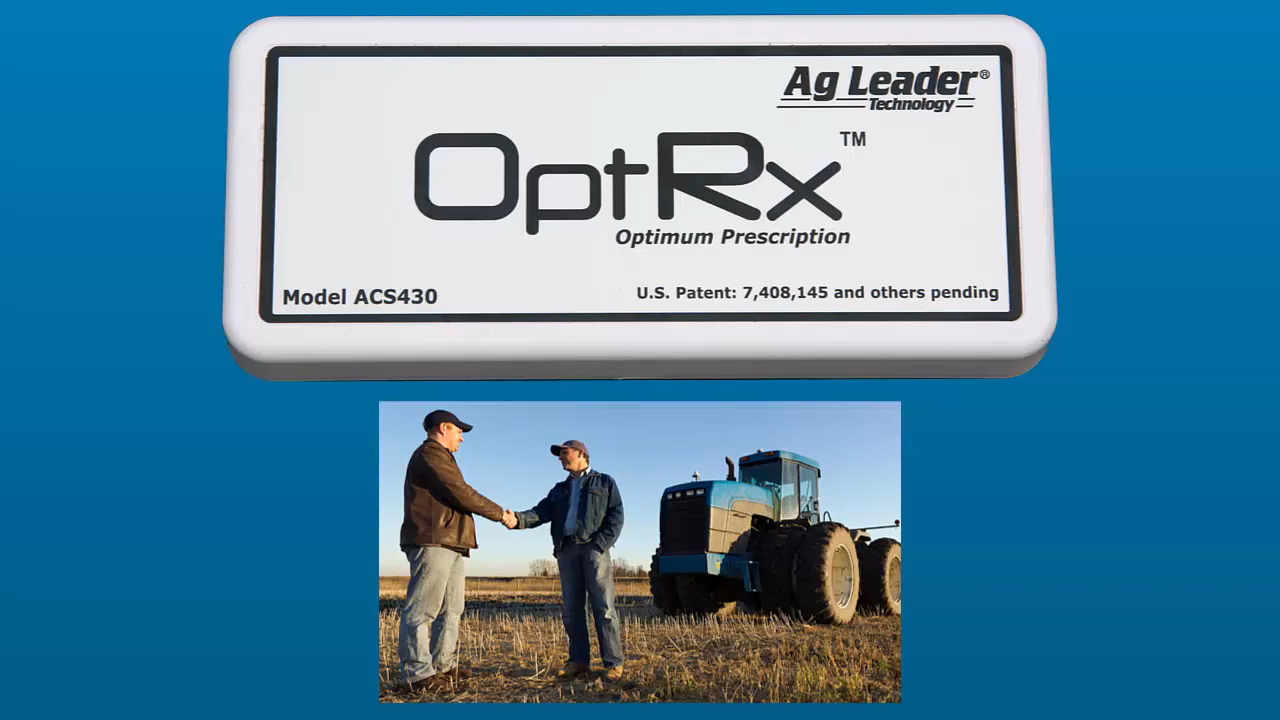 Ag Leader®
Technology
OptRx™
Optimum Prescription
Model ACS430
U.S. Patent: 7,408,145 and others pending